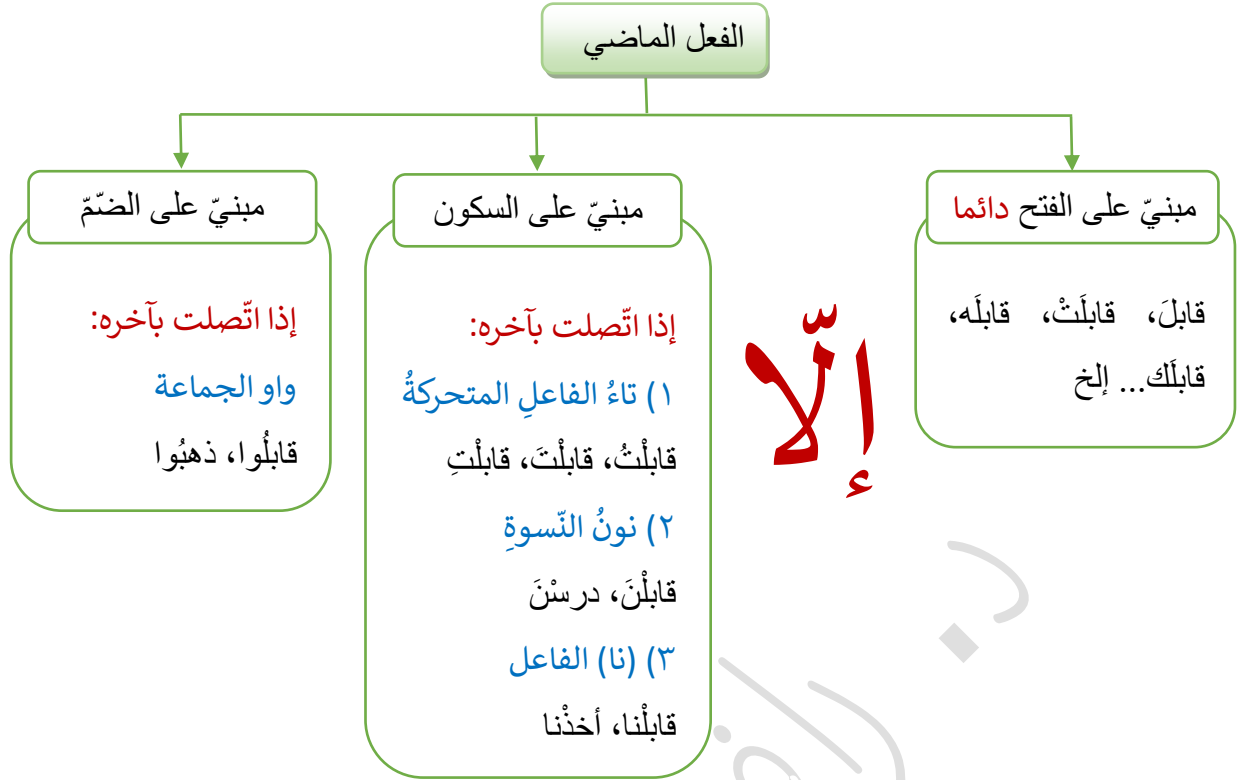 الفعل الماضي
مبنيّ على الفتح دائما
قابلَ، قابلَتْ، قابلَه،
قابلَك... إلخ
إلّا
مبنيّ على السكون
إذا اتّصلت بآخره:
١) تاءُ الفاعلِ المتحركةُ
قابلْتُ، قابلْتَ، قابلْتِ
٢) نونُ النّسوةِ
قابلْنَ، درسْنَ
٣) (نا) الفاعل
قابلْنا، أخذْنا
مبنيّ على الضّمّ
إذا اتّصلت بآخره:
واو الجماعة
قابلُوا، ذهبُوا